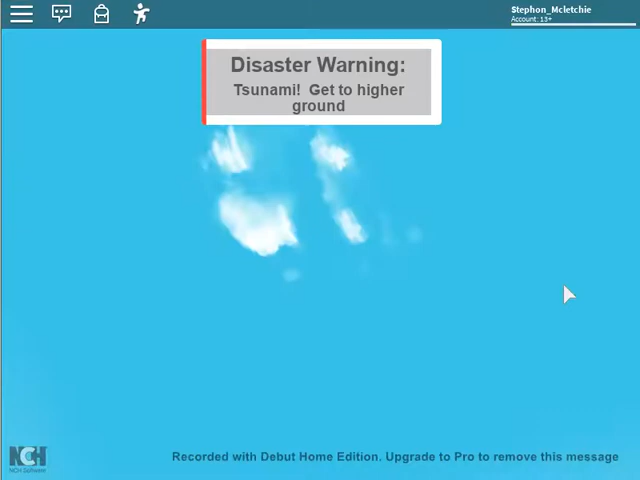 Stephon_Mcletchie
Account: 13+
Disaster Warning:
Tsunami! Get to higher
ground
NCH
NCH Software
Recorded with Debut Home Edition. Upgrade to Pro to remove this message